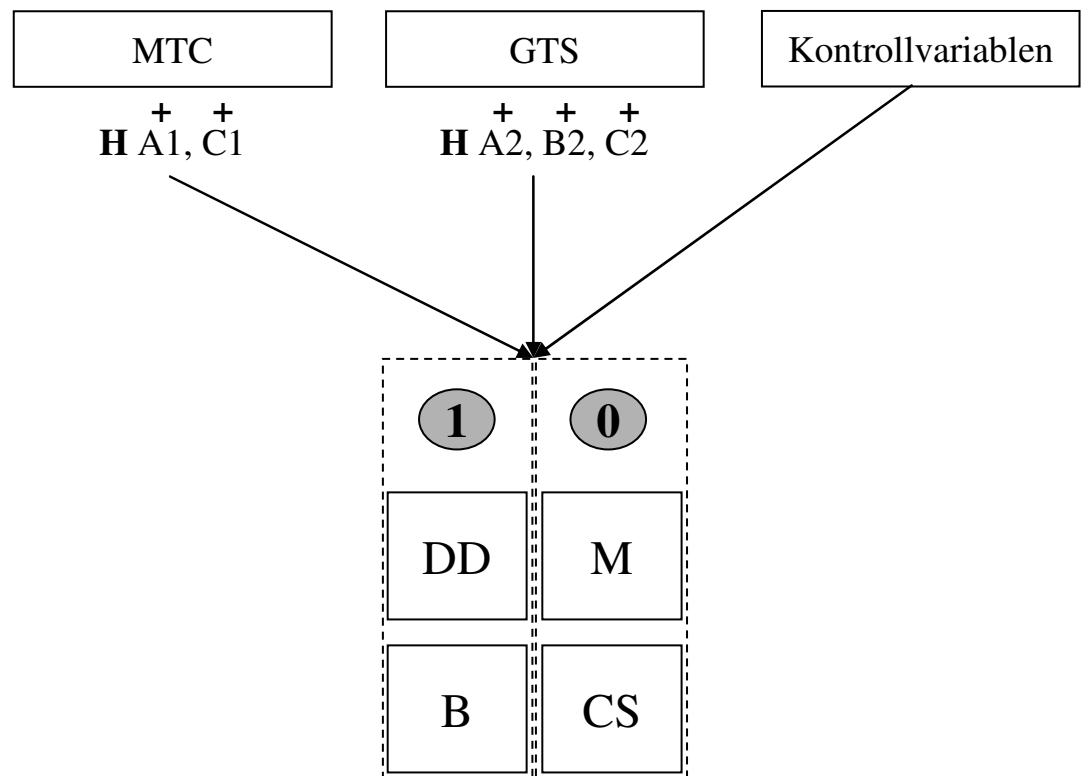 MTC GTS Kontrollvariablen
+ + + + +
H A1, C1 H A2, B2, C2
1 0
DD M
B CS